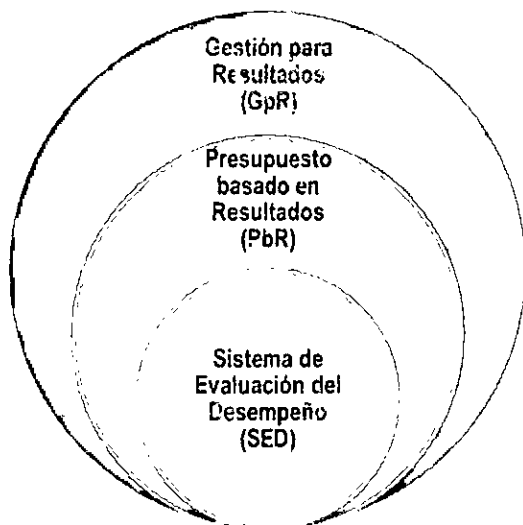 Gestión para
Resultados
(GpR)
Presupuesto
basado en
Resultados
(PbR)
Sistema de
Evaluación del
Desempeño
(SED)